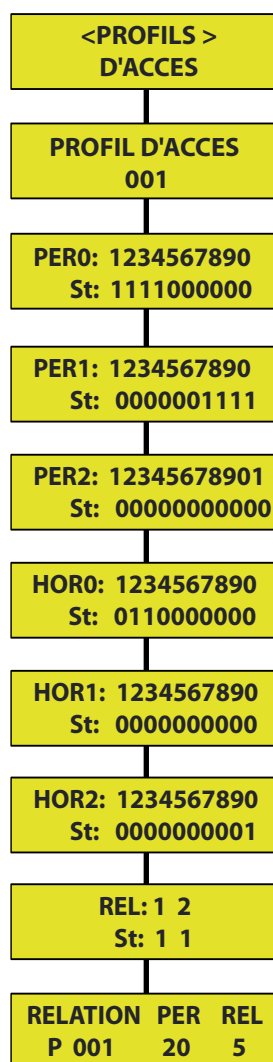 <PROFILS >
D'ACCES
PROFIL D'ACCES
001
PER0: 1234567890
St: 1111000000
PER1: 1234567890
St: 0000001111
PER2: 12345678901
St: 00000000000
HOR0: 1234567890
St: 0110000000
HOR1: 1234567890
St: 0000000000
HOR2: 1234567890
St: 0000000001
REL: 1 2
St: 1 1
RELATION PER REL
P 001 20 5